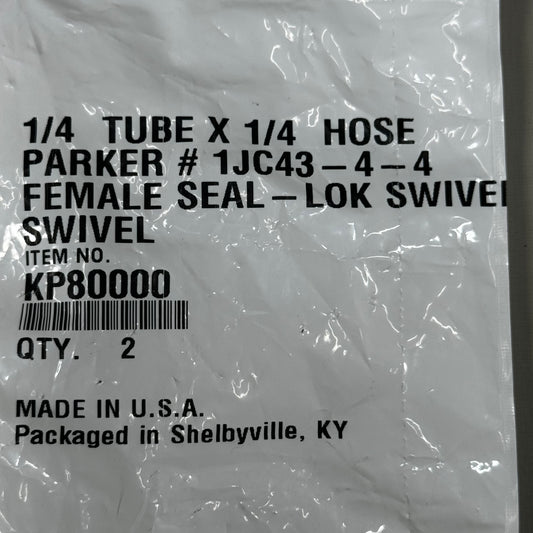 1/4 TUBE X 1/4 HOSE
PARKER # 1JC43-4-4
FEMALE SEAL-LOK SWIVEL
SWIVEL
ITEM NO.
KP80000
QTY. 2
MADE IN U.S.A.
Packaged in Shelbyville, KY